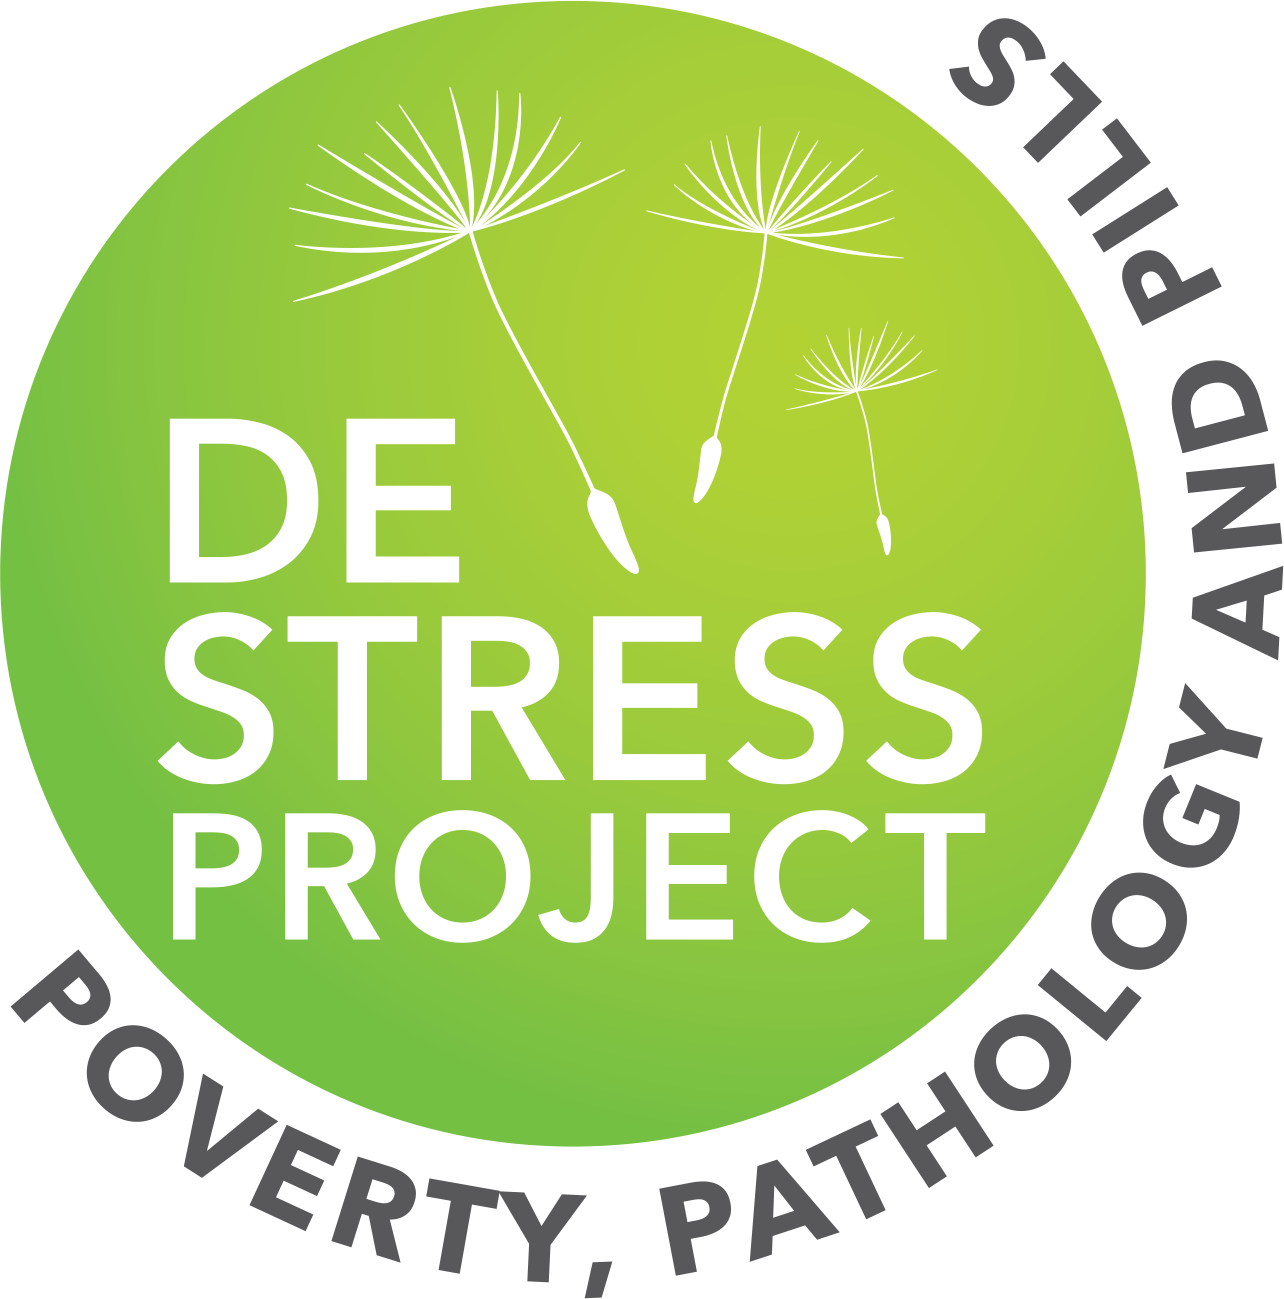 DE
STRESS
PROJECT
POVERTY, PATHOLOGY AND PILLS